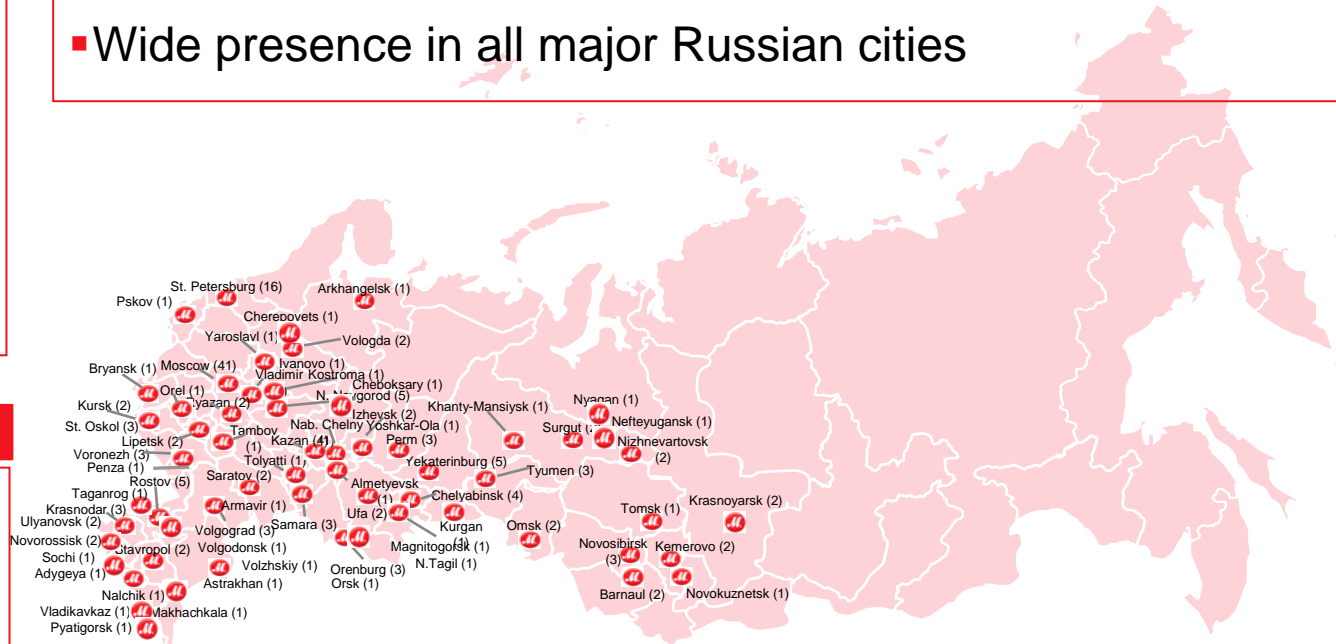 ▪Wide presence in all major Russian cities
St. Petersburg (16)
Pskov (1)
Arkhangelsk (1)
Cherepovets (1)
Yaroslavl (1)
Vologda (2)
Bryansk (1)
Moscow (41)
Ivanovo (1)
Vladimir
Kostroma (1)
Cheboksary (1)
Orel (1)
Ryazan (2)
N. Novgorod (5)
Kursk (2)
Izhevsk (2)
Khanty-Mansiysk (1)
Nyagan (1)
St. Oskol (3)
Nab. Chelny
Yoshkar-Ola (1)
Surgut
Nefteyugansk (1)
Lipetsk (2)
Tambov
(1)
Kazan
Perm (3)
Nizhnevartovsk
(2)
Voronezh (3)
Penza (1)
Tolyatti (1)
Yekaterinburg (5)
Tyumen (3)
Rostov (5)
Saratov (2)
Almetyevsk
(1)
Taganrog (1)
Chelyabinsk (4)
Krasnodar (3)
Armavir (1)
Ufa (2)
Kurgan
(1)
Tomsk (1)
Krasnoyarsk (2)
Ulyanovsk (2)
Volgograd (3)
Samara (3)
Omsk (2)
Novorossisk (2)
Stavropol (2)
Volgodonsk (1)
Magnitogorsk (1)
Novosibirsk
(3)
Kemerovo (2)
Sochi (1)
Volzhskiy (1)
N.Tagil (1)
Adygeya (1)
Astrakhan (1)
Orenburg (3)
Orsk (1)
Nalchik (1)
Barnaul (2)
Novokuznetsk (1)
Vladikavkaz (1)
Makhachkala (1)
Pyatigorsk (1)